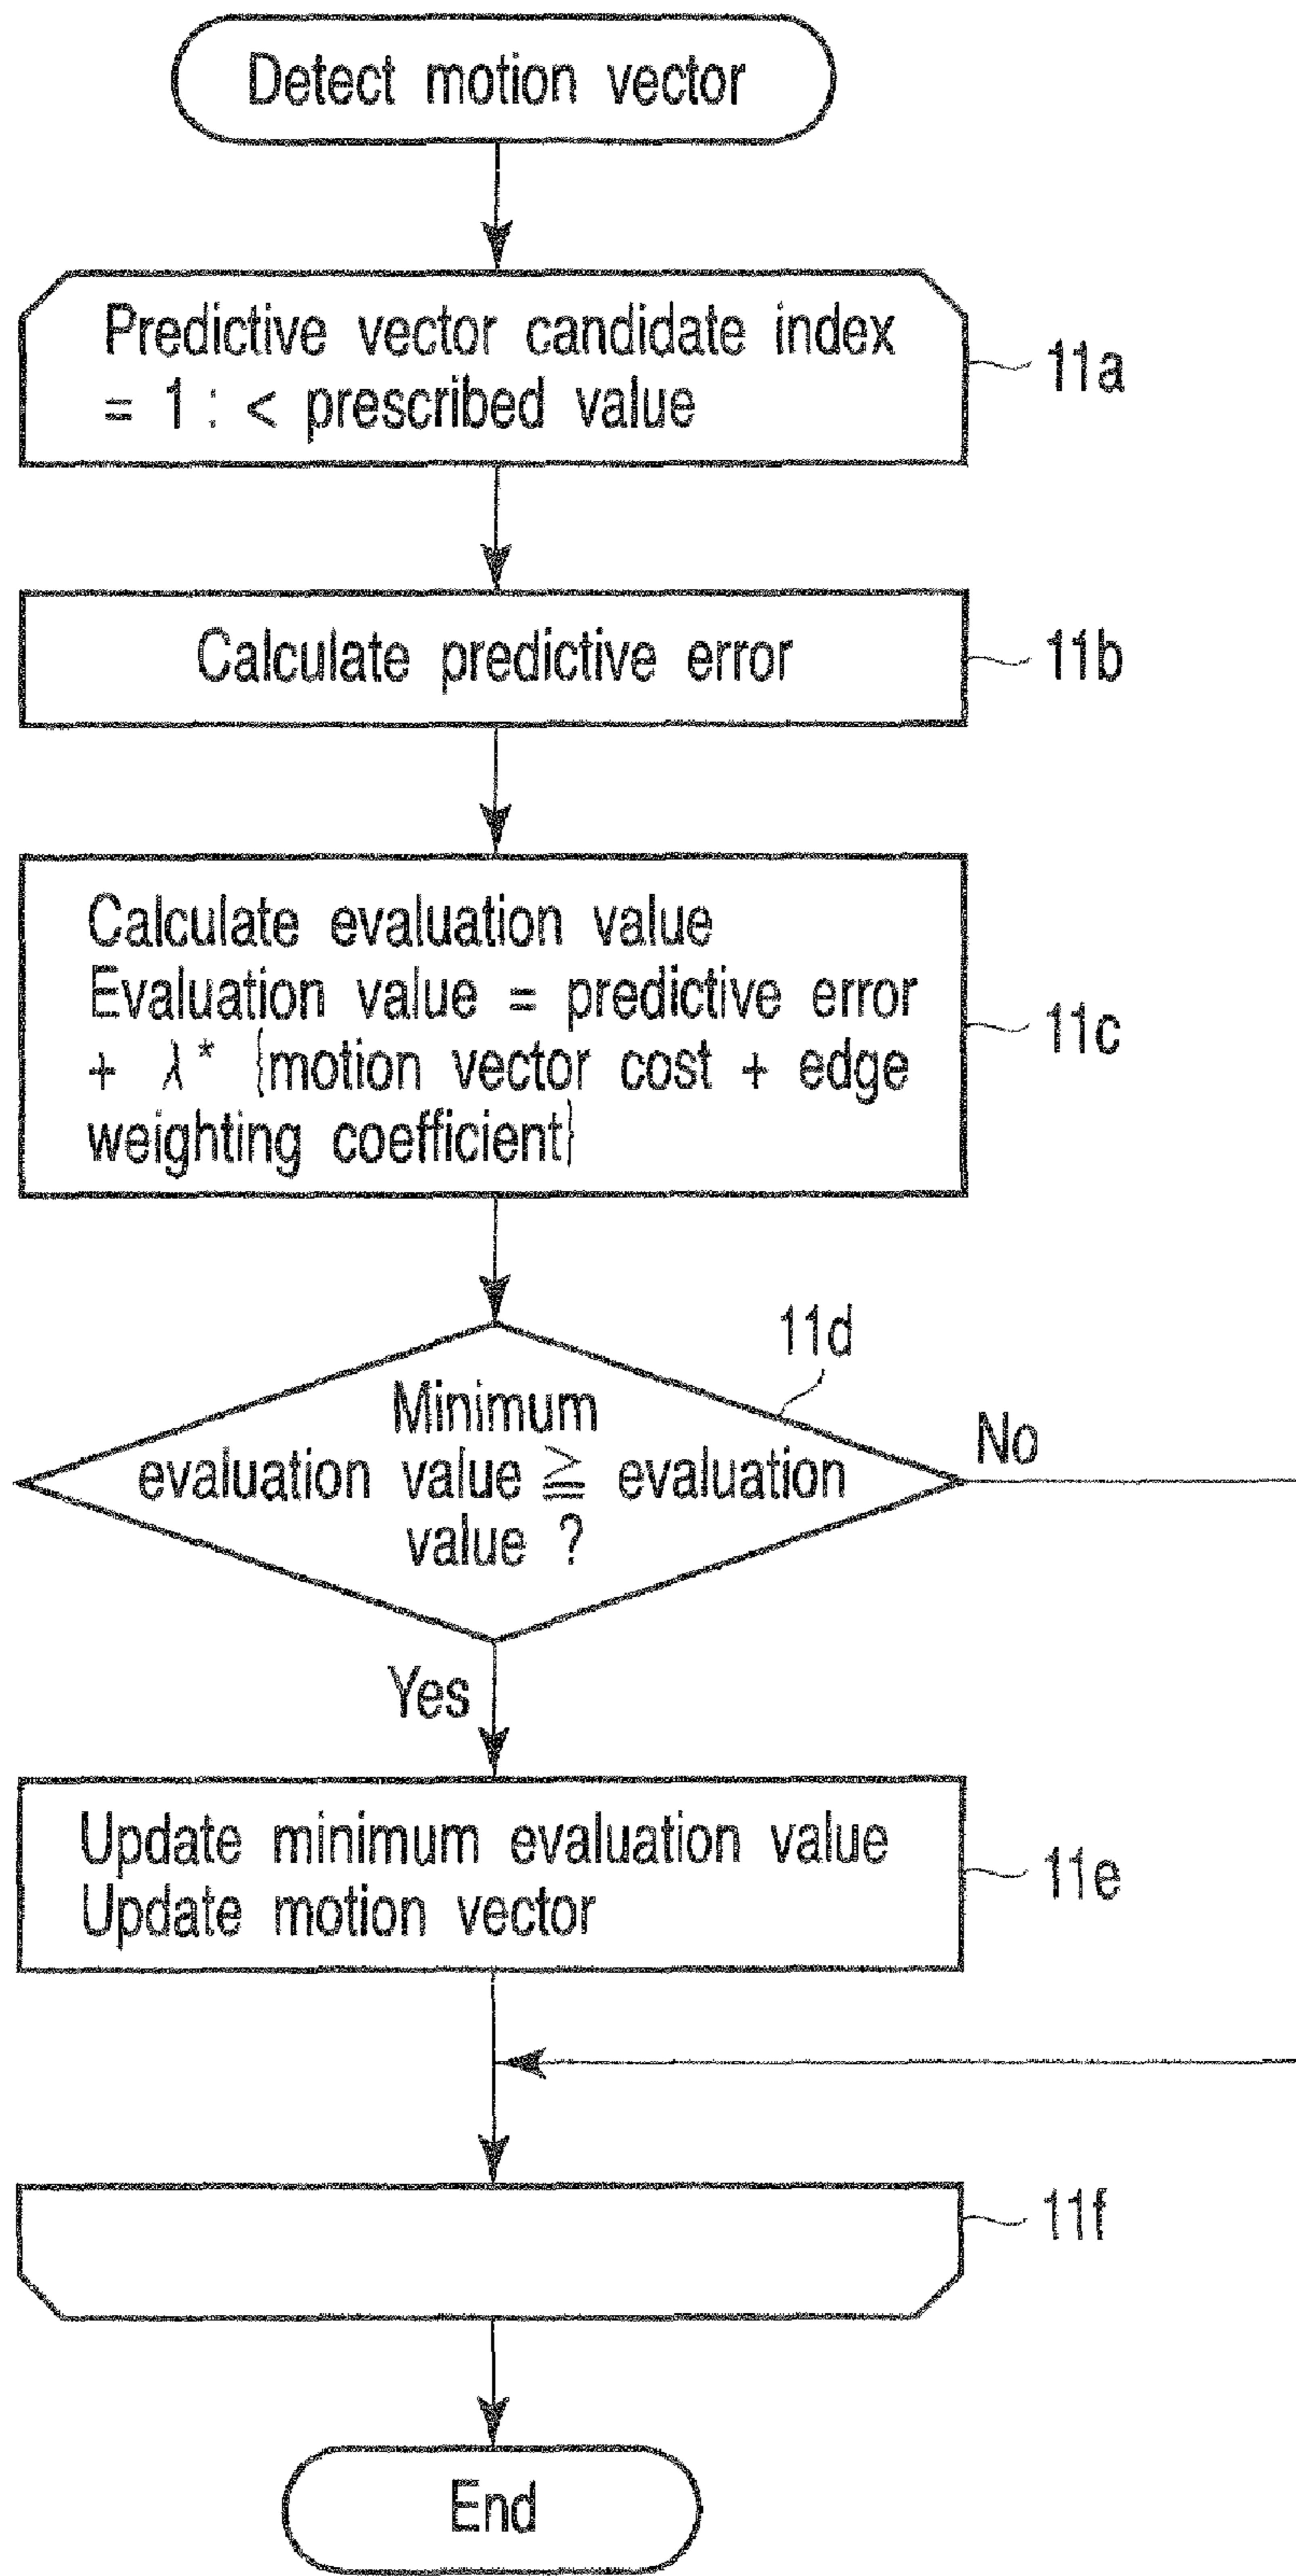 Detect motion vector
Predictive vector candidate index
= 1 : < prescribed value
11a
Calculate predictive error
11b
Calculate evaluation value
Evaluation value = predictive error
+ λ* {motion vector cost + edge
weighting coefficient}
11c
11d
Minimum
evaluation value ≧ evaluation
value ?
No
Yes
Update minimum evaluation value
Update motion vector
11e
11f
End